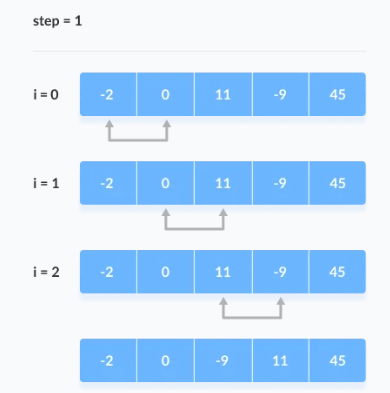 step = 1
i = 0 -2 0 11 -9 45
i = 1 -2 0 11 -9 45
i = 2 -2 0 11 -9 45
-2 0 -9 11 45